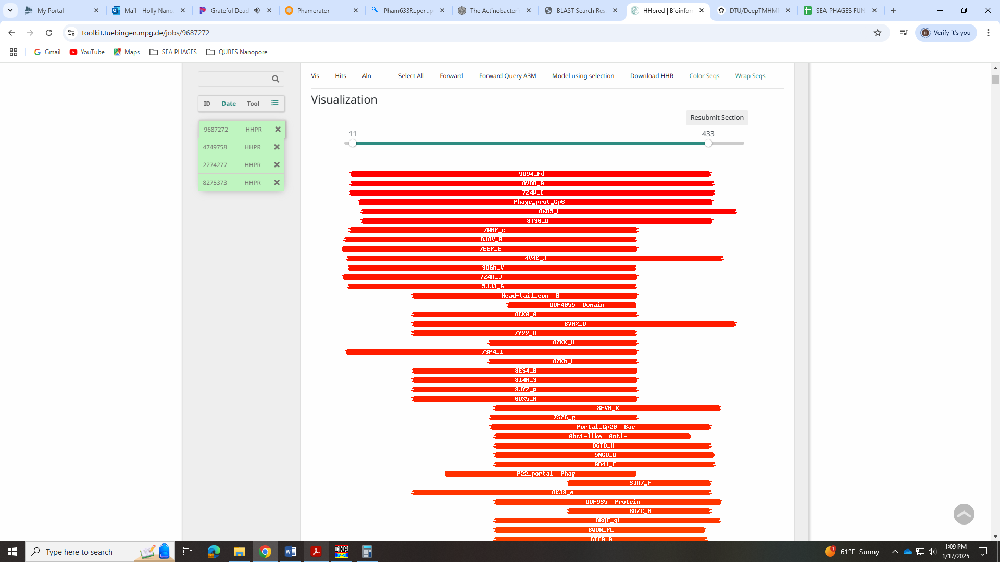 My Portal
Mail - Holly Nance
Grateful Dead
Phamerator
Pham633Report.p
The Actinobacteri
BLAST Search Res
HHpred | Bioinfor
DTU/DeepTMHM
SEA-PHAGES FUN
toolkit.tuebingen.mpg.de/jobs/9687272
Verify it's you
Gmail
YouTube
Maps
SEA PHAGES
QUBES Nanopore
Vis Hits Aln Select All Forward Forward Query A3M Model using selection Download HHR Color Seqs Wrap Seqs
Visualization
Resubmit Section
ID Date Tool
9687272 HHPR
4749758 HHPR
2274277 HHPR
8275373 HHPR
11 433
9D94_Fd
8V8B_A
7Z4W_C
Phage_prot_Gp6
8XB5_L
8TS6_D
7WMP_c
8JOV_0
7EEP_E
4V4K_J
9BGM_V
7Z4A_J
5JJ3_G
Head-tail_con B
DUF4055 Domain
8CK0_A
8VHX_D
7Y22_B
8ZKK_U
7SP4_I
8ZKM_L
8ES4_B
8I4M_S
9JYZ_p
6QX5_H
8FVH_R
7SZ6_g
Portal_Gp20 Bac
Abc1-like Anti-
8GTD_H
5NGD_D
9B41_E
P22_portal Phag
3JA7_F
8K39_e
DUF935 Protein
6UZC_H
8RQE_qL
8QQN_PL
6TE9_A
Type here to search
DNA
1
61°F Sunny
1:09 PM
1/17/2025